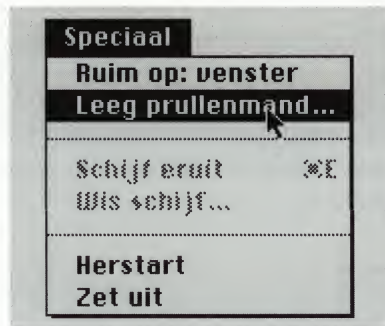 Speciaal
Ruim op: venster
Leeg prullenmand...
Schijf eruit ⌘E
Wis schijf...
Herstart
Zet uit